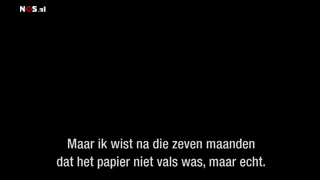 NOS.nl
Maar ik wist na die zeven maanden
dat het papier niet vals was, maar echt.